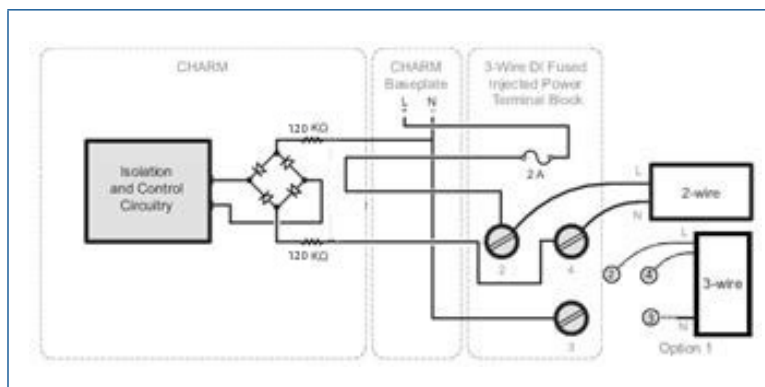 CHARM
CHARM
Baseplate
L N
3-Wire DI Fused
Injected Power
Terminal Block
120 KΩ
2 A
Isolation
and Control
Circuitry
L
2-wire
N
120 KΩ
2
4
L
2
4
3-wire
3
N
3
Option 1